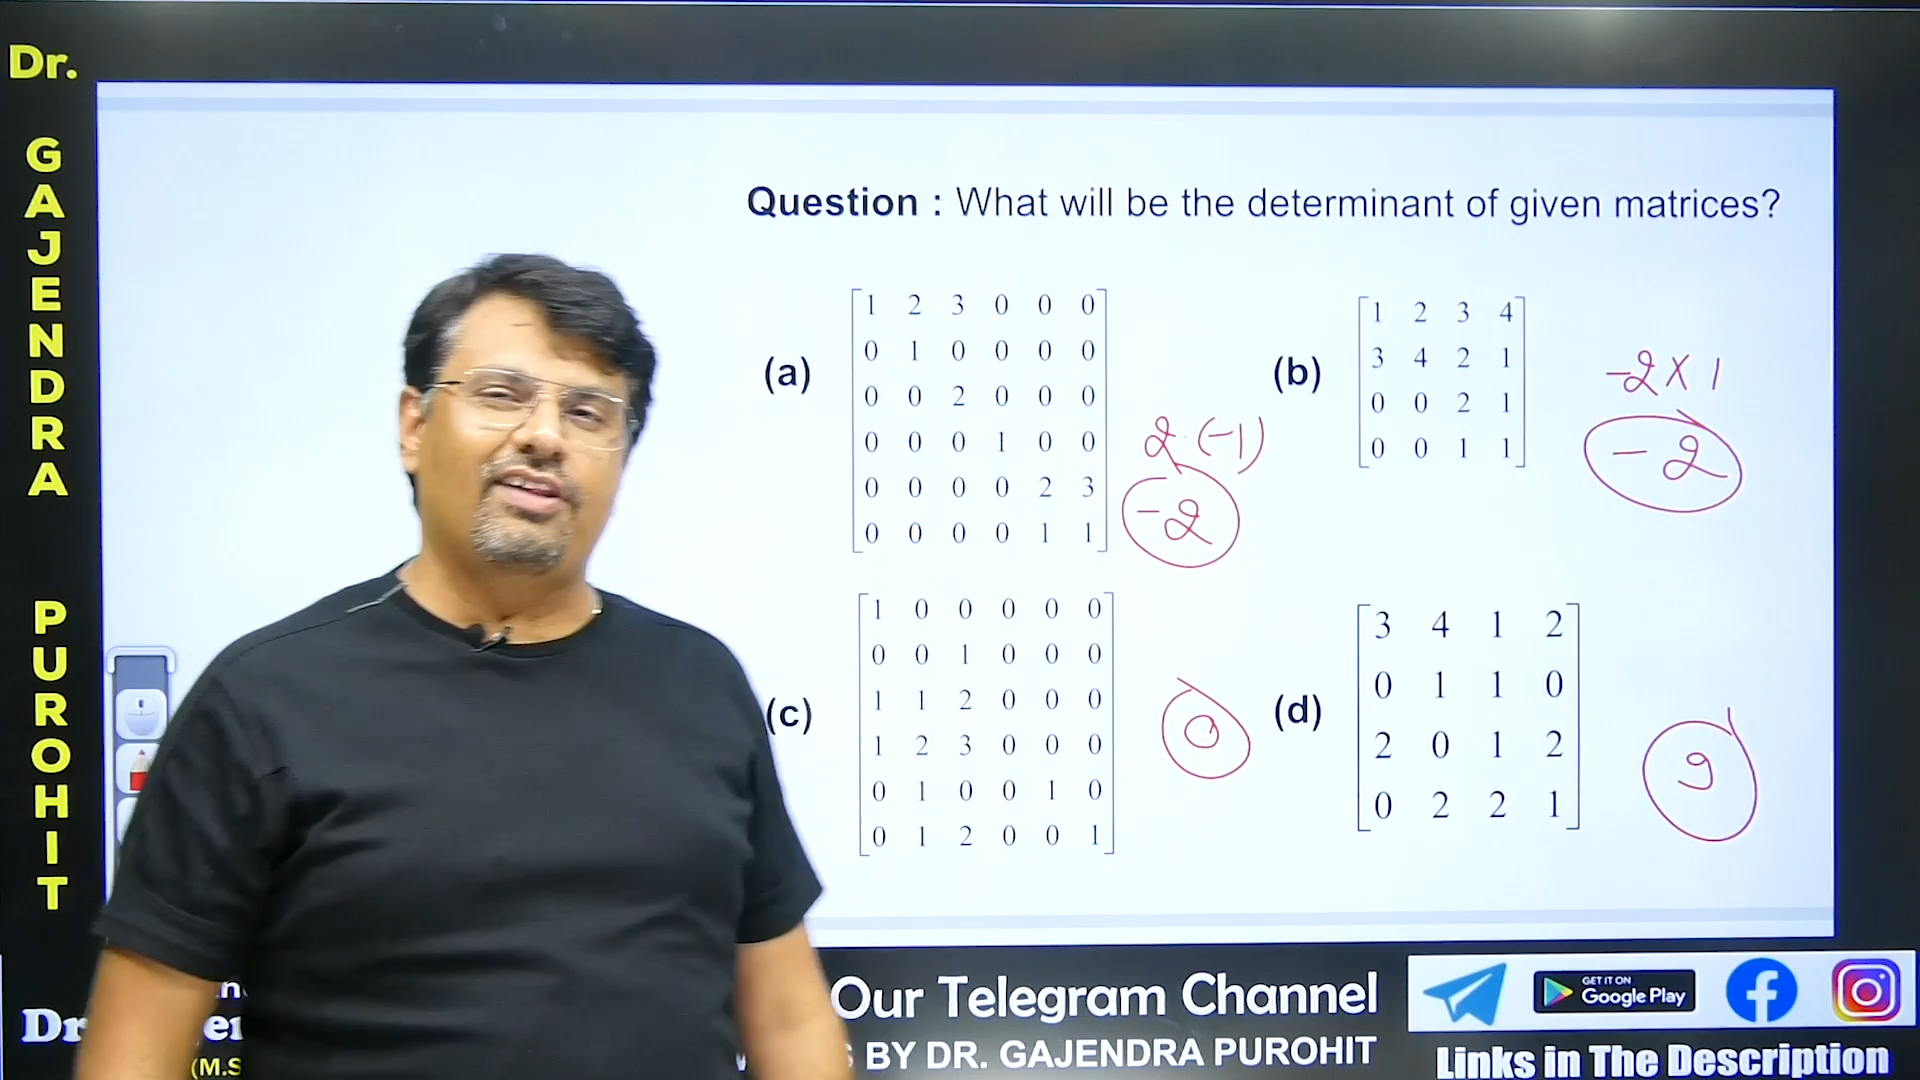 Dr.
GAJENDRA
PUROHIT
Question : What will be the determinant of given matrices?
(a)
1 2 3 0 0 0
0 1 0 0 0 0
0 0 2 0 0 0
0 0 0 1 0 0
0 0 0 0 2 3
0 0 0 0 1 1
2·(-1)
-2
(b)
1 2 3 4
3 4 2 1
0 0 2 1
0 0 1 1
-2 × 1
-2
(c)
1 0 0 0 0 0
0 0 1 0 0 0
1 1 2 0 0 0
1 2 3 0 0 0
0 1 0 0 1 0
0 1 2 0 0 1
0
(d)
3 4 1 2
0 1 1 0
2 0 1 2
0 2 2 1
9
Dr
(M.S
Our Telegram Channel
BY DR. GAJENDRA PUROHIT
GET IT ON
Google Play
Links in The Description